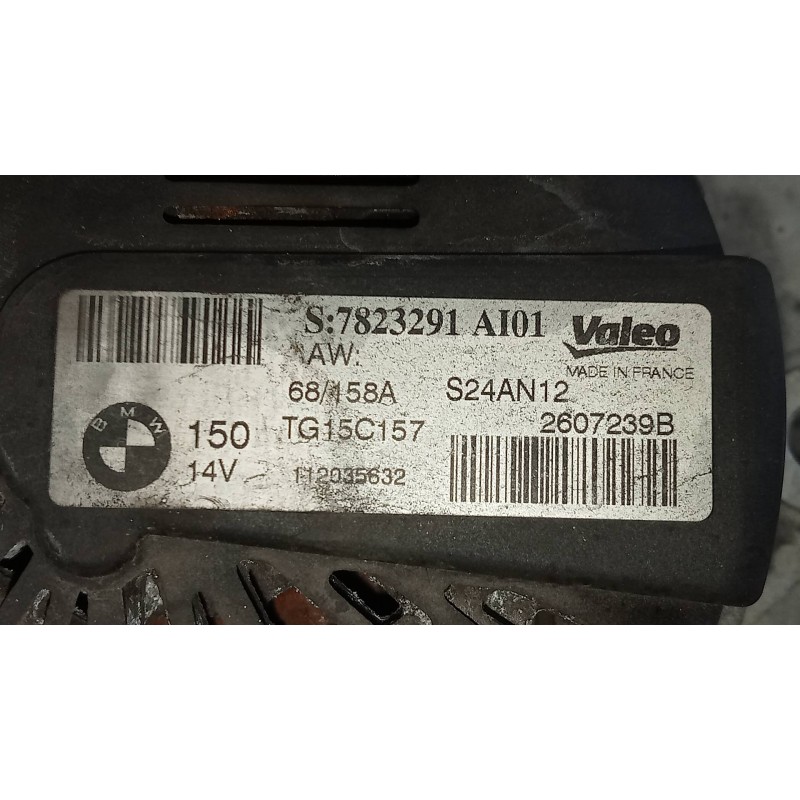 S:7823291 AI01
Valeo
AW:
MADE IN FRANCE
68/158A S24AN12
BMW
150 TG15C157 2607239B
14V 112035632